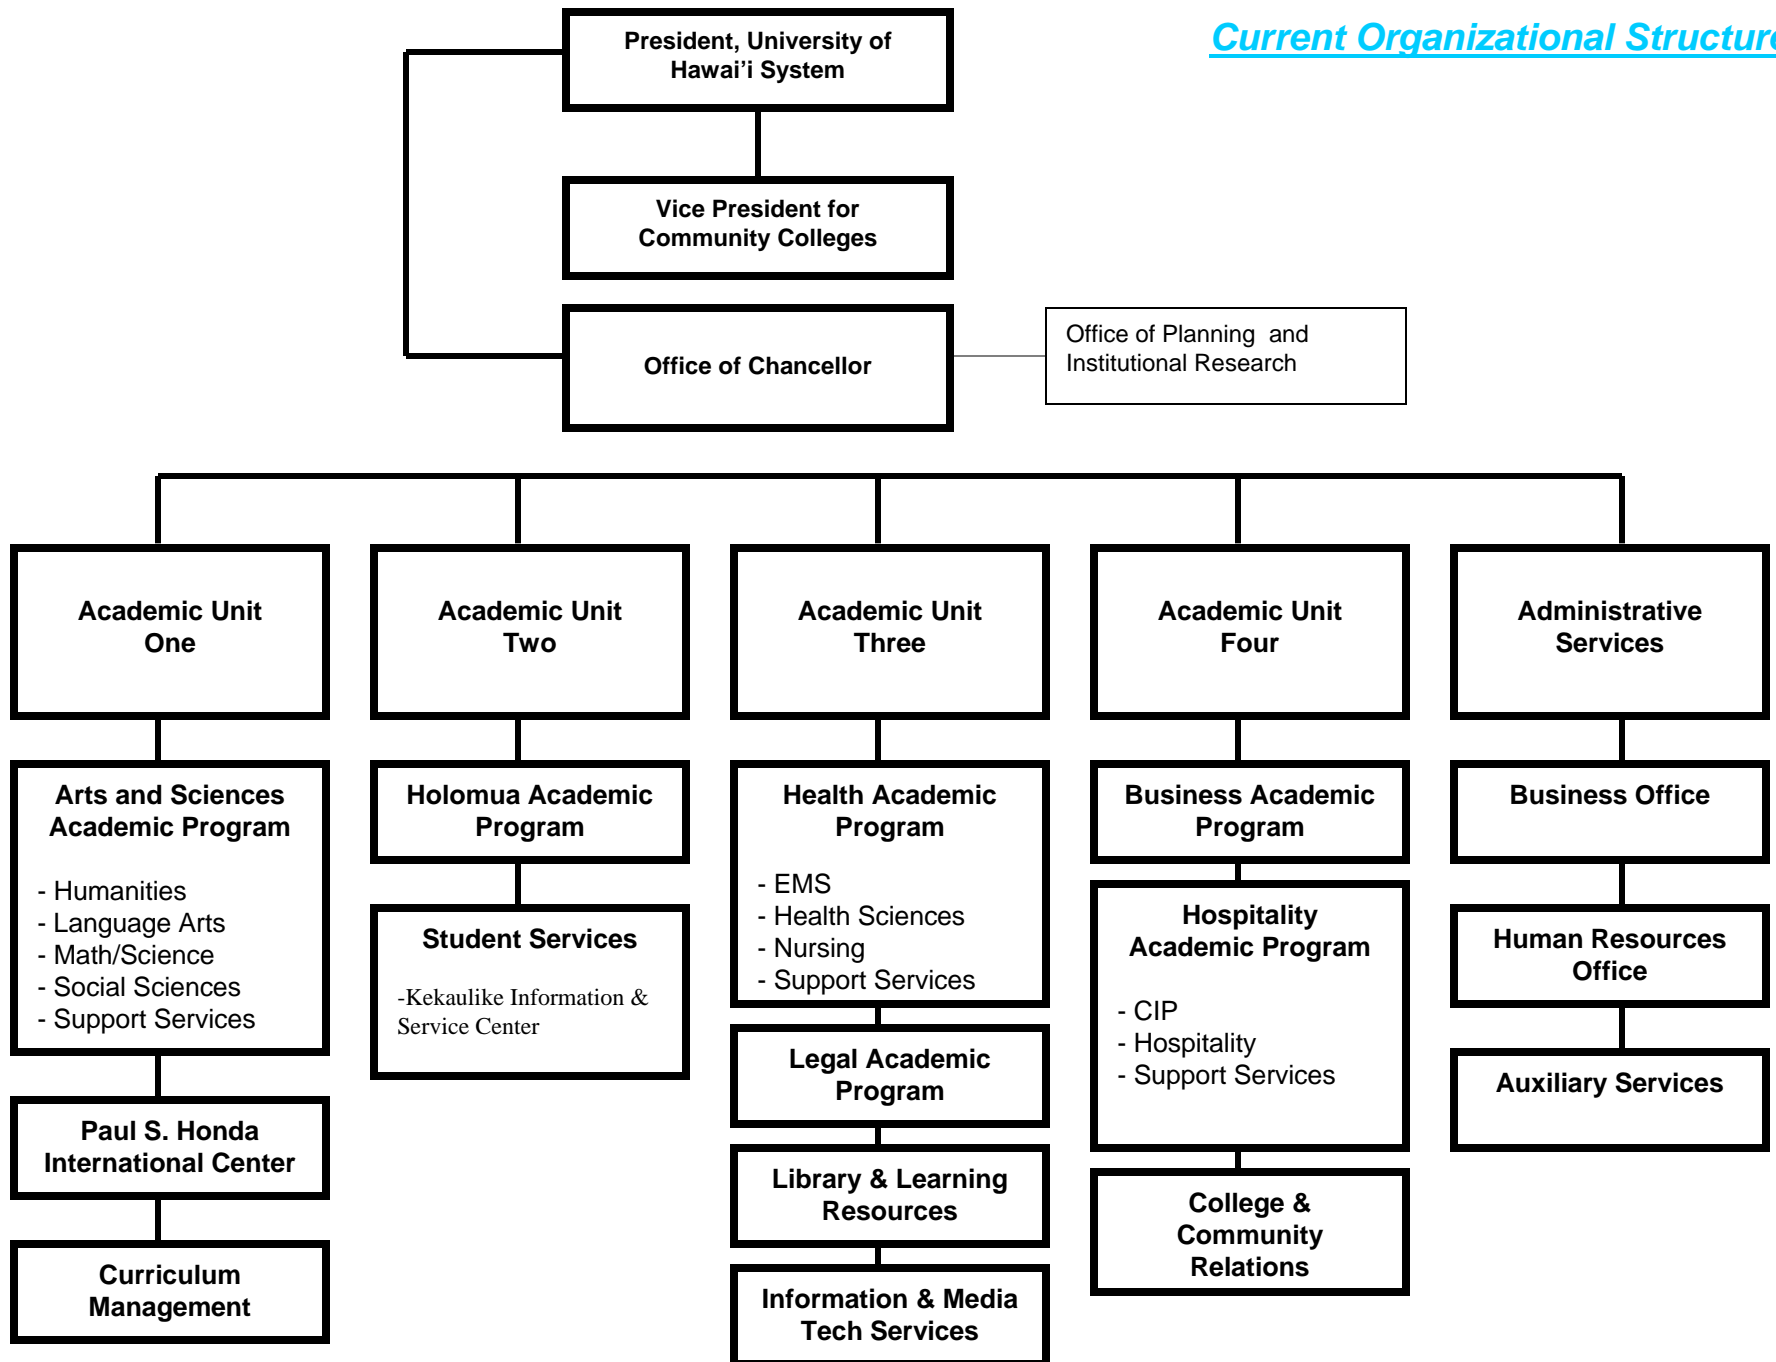 Current Organizational Structure
President, University of
Hawai'i System
Vice President for
Community Colleges
Office of Chancellor
Office of Planning  and
Institutional Research
Academic Unit
One
Academic Unit
Two
Academic Unit
Three
Academic Unit
Four
Administrative
Services
Arts and Sciences
Academic Program
- Humanities
- Language Arts
- Math/Science
- Social Sciences
- Support Services
Paul S. Honda
International Center
Curriculum
Management
Holomua Academic
Program
Student Services
-Kekaulike Information &
Service Center
Health Academic
Program
- EMS
- Health Sciences
- Nursing
- Support Services
Legal Academic
Program
Library & Learning
Resources
Information & Media
Tech Services
Business Academic
Program
Hospitality
Academic Program
- CIP
- Hospitality
- Support Services
College &
Community
Relations
Business Office
Human Resources
Office
Auxiliary Services